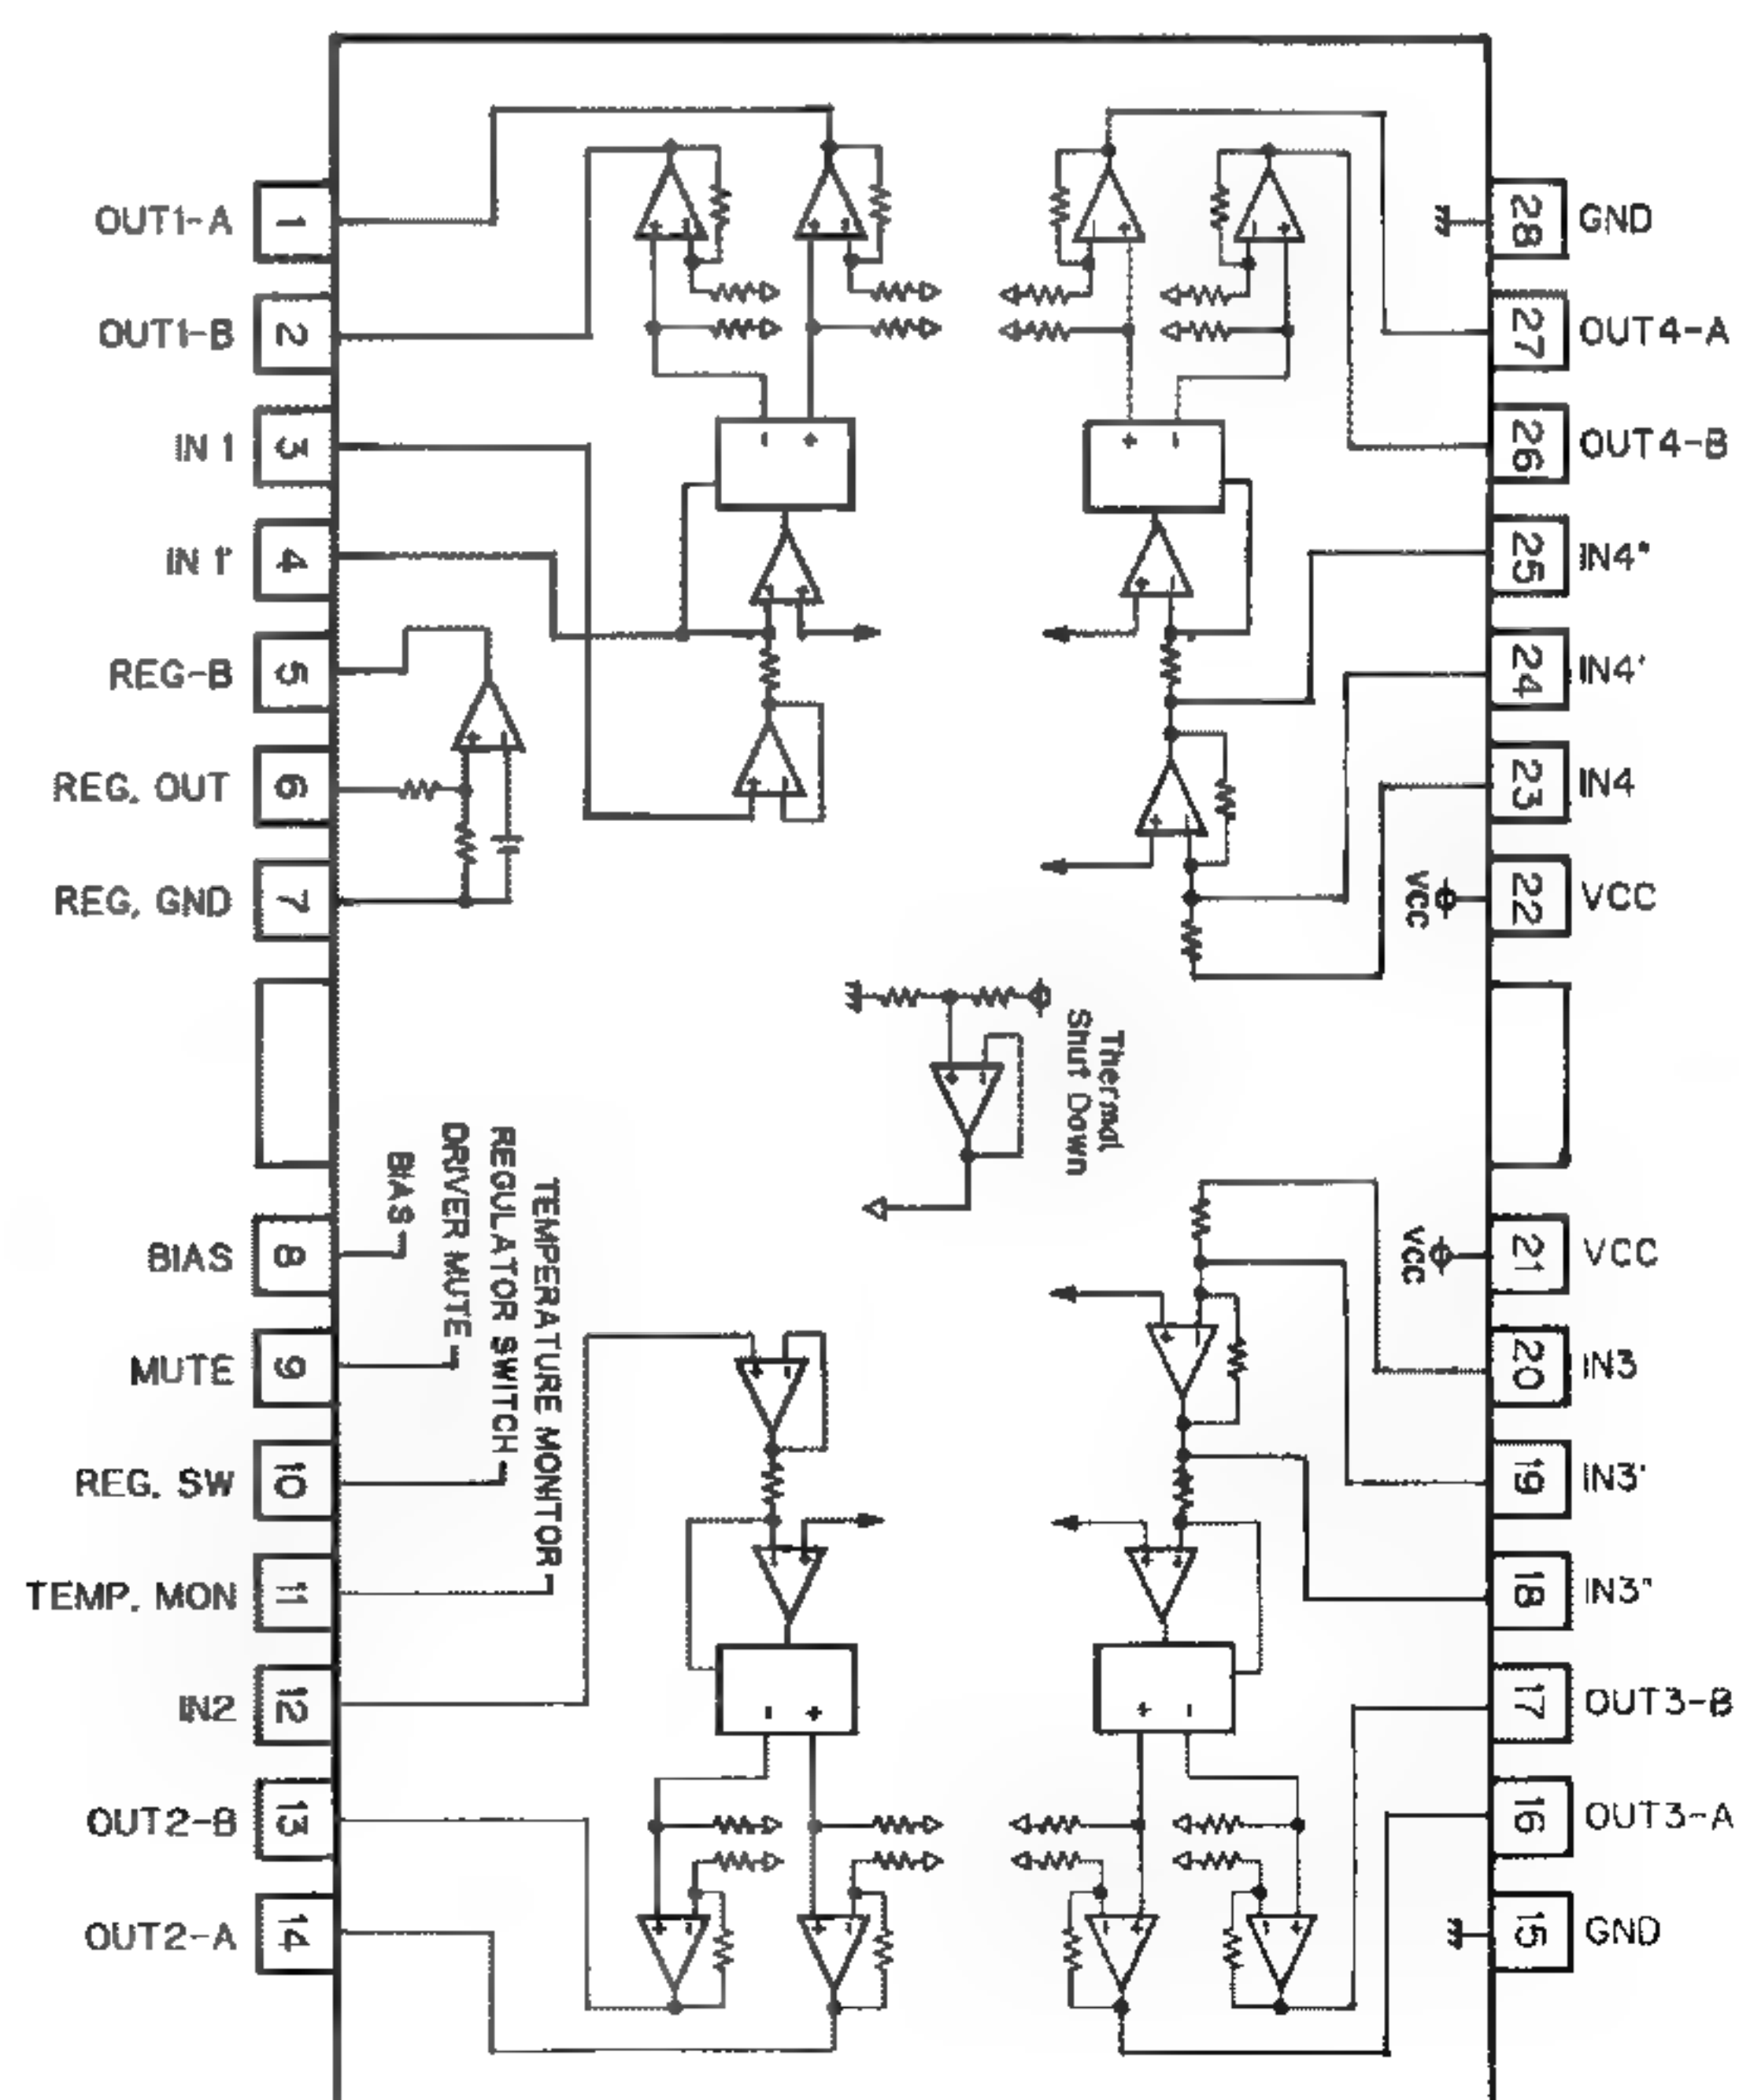 OUT1-A 1
OUT1-B 2
IN 1 3
IN 1' 4
REG-B 5
REG. OUT 6
REG. GND 7
BIAS 8
MUTE 9
REG. SW 10
TEMP. MON 11
IN2 12
OUT2-B 13
OUT2-A 14
BIAS
DRIVER MUTE
REGULATOR SWITCH
TEMPERATURE MONITOR
Thermal
Shut Down
28 GND
27 OUT4-A
26 OUT4-B
25 IN4"
24 IN4'
23 IN4
VCC 22 VCC
VCC 21 VCC
20 IN3
19 IN3'
18 IN3"
17 OUT3-B
16 OUT3-A
15 GND